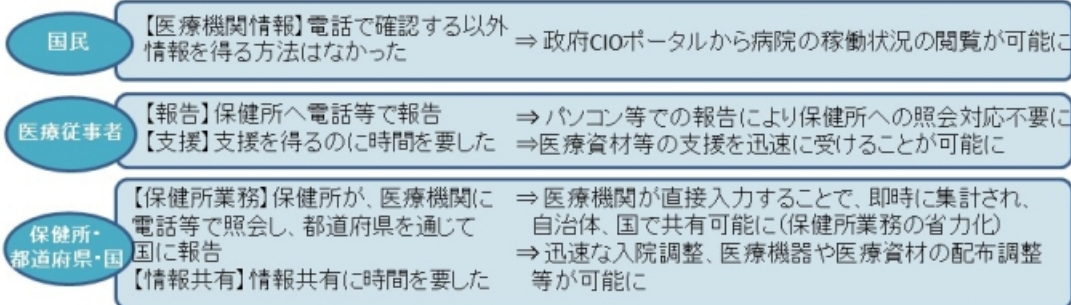 国民
【医療機関情報】電話で確認する以外
情報を得る方法はなかった
⇒ 政府CIOポータルから病院の稼働状況の閲覧が可能に
医療従事者
【報告】保健所へ電話等で報告
【支援】支援を得るのに時間を要した
⇒ パソコン等での報告により保健所への照会対応不要に
⇒医療資材等の支援を迅速に受けることが可能に
保健所・
都道府県・国
【保健所業務】保健所が、医療機関に
電話等で照会し、都道府県を通じて
国に報告
【情報共有】情報共有に時間を要した
⇒ 医療機関が直接入力することで、即時に集計され、
自治体、国で共有可能に(保健所業務の省力化)
⇒ 迅速な入院調整、医療機器や医療資材の配布調整
等が可能に